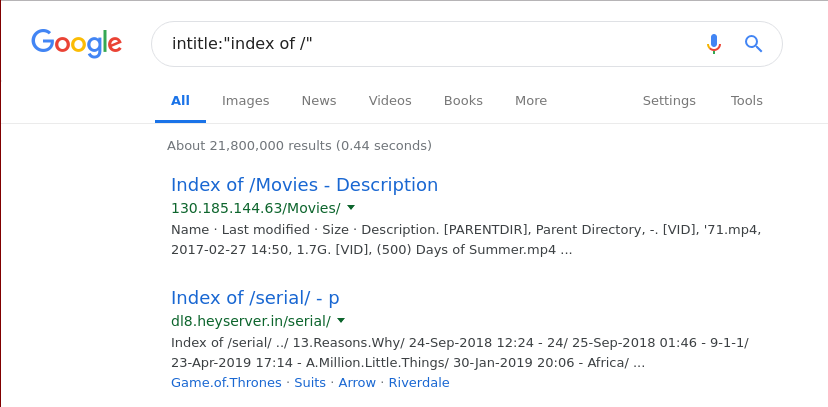 Google
intitle:"index of /"
All Images News Videos Books More Settings Tools
About 21,800,000 results (0.44 seconds)
Index of /Movies - Description
130.185.144.63/Movies/
Name · Last modified · Size · Description. [PARENTDIR], Parent Directory, -. [VID], '71.mp4,
2017-02-27 14:50, 1.7G. [VID], (500) Days of Summer.mp4 ...
Index of /serial/ - p
dl8.heyserver.in/serial/
Index of /serial/ ../ 13.Reasons.Why/ 24-Sep-2018 12:24 - 24/ 25-Sep-2018 01:46 - 9-1-1/
23-Apr-2019 17:14 - A.Million.Little.Things/ 30-Jan-2019 20:06 - Africa/ ...
Game.of.Thrones · Suits · Arrow · Riverdale